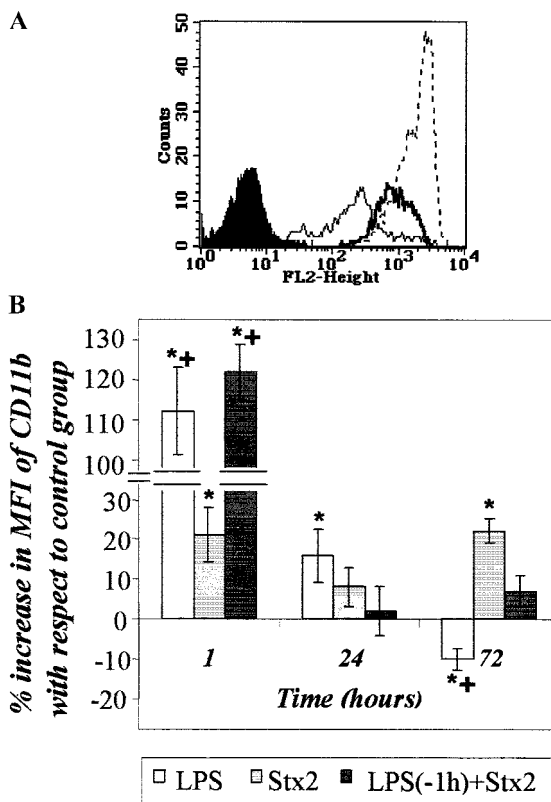 A
50
40
30
20
10
0
Counts
10^0 10^1 10^2 10^3 10^4
FL2-Height
B
% increase in MFI of CD11b
with respect to control group
130
120
110
100
30
20
10
0
-10
-20
*+
*
*+
*
*
*+
1 24 72
Time (hours)
LPS Stx2 LPS(-1h)+Stx2